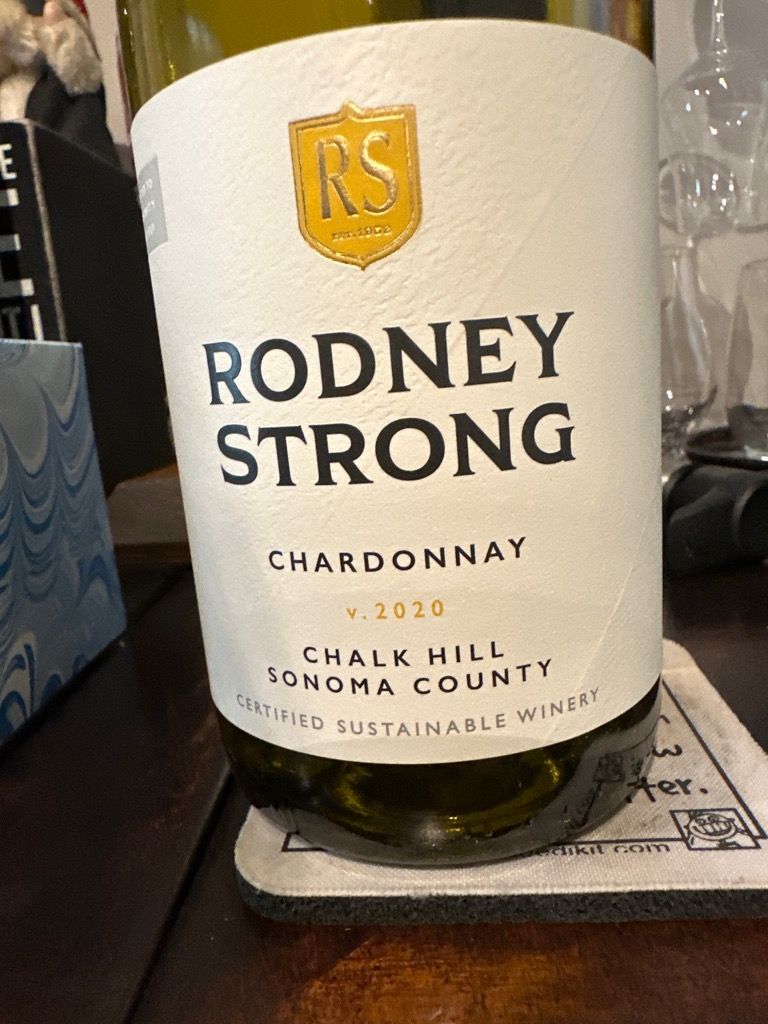 RS
EST. 1959
RODNEY
STRONG
CHARDONNAY
v. 2020
CHALK HILL
SONOMA COUNTY
CERTIFIED SUSTAINABLE WINERY